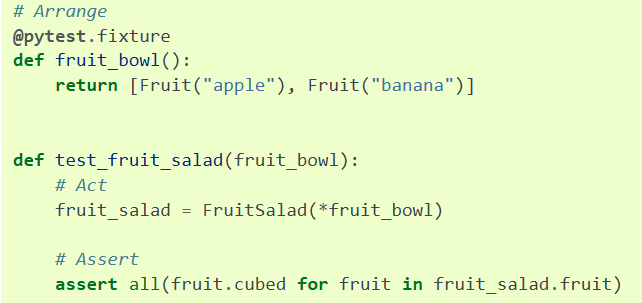 # Arrange
@pytest.fixture
def fruit_bowl():
    return [Fruit("apple"), Fruit("banana")]
def test_fruit_salad(fruit_bowl):
    # Act
    fruit_salad = FruitSalad(*fruit_bowl)
    # Assert
    assert all(fruit.cubed for fruit in fruit_salad.fruit)